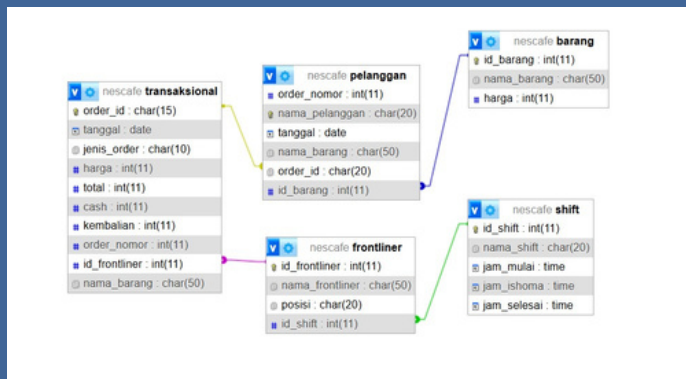 nescafe transaksional
order_id : char(15)
tanggal : date
jenis_order : char(10)
harga : int(11)
total : int(11)
cash : int(11)
kembalian : int(11)
order_nomor : int(11)
id_frontliner : int(11)
nama_barang : char(50)
nescafe pelanggan
order_nomor : int(11)
nama_pelanggan : char(20)
tanggal : date
nama_barang : char(50)
order_id : char(20)
id_barang : int(11)
nescafe barang
id_barang : int(11)
nama_barang : char(50)
harga : int(11)
nescafe frontliner
id_frontliner : int(11)
nama_frontliner : char(50)
posisi : char(20)
id_shift : int(11)
nescafe shift
id_shift : int(11)
nama_shift : char(20)
jam_mulai : time
jam_ishoma : time
jam_selesai : time